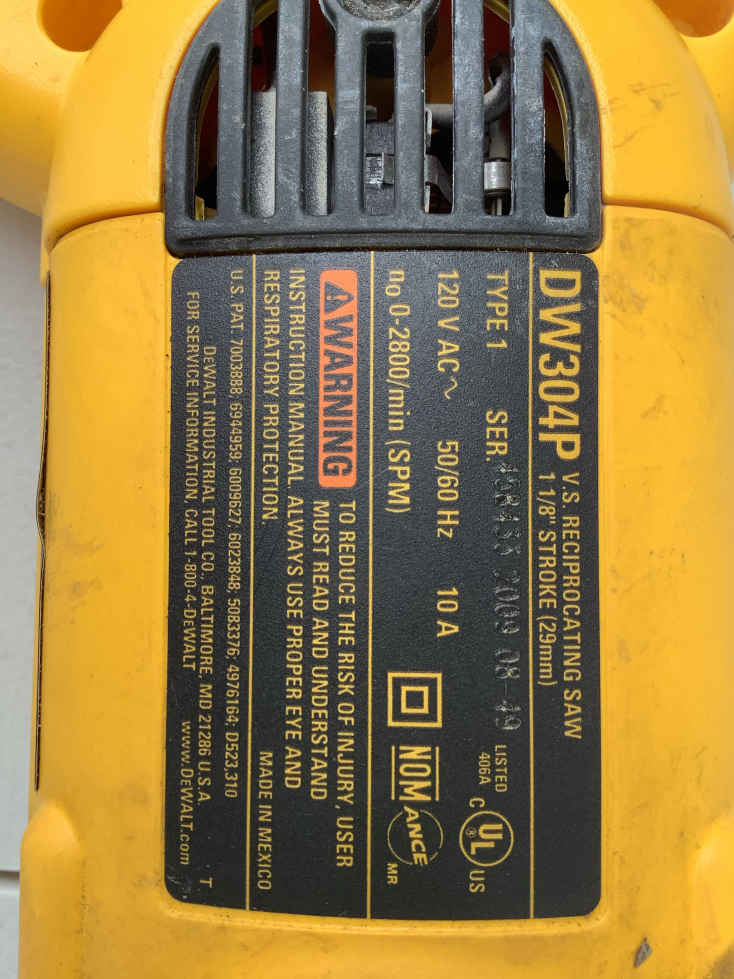 DW304P V.S. RECIPROCATING SAW
1 1/8" STROKE (29mm)
TYPE 1 SER. 2009 08-49
LISTED
406A
C UL ® US
120 V AC~ 50/60 Hz 10 A
n₀ 0-2800/min (SPM)
NOM
ANCE
MR
⚠WARNING TO REDUCE THE RISK OF INJURY, USER
MUST READ AND UNDERSTAND
INSTRUCTION MANUAL. ALWAYS USE PROPER EYE AND
RESPIRATORY PROTECTION.
MADE IN MEXICO
U.S. PAT. 7003888; 6944959; 6009627; 6023848; 5083376; 4976164; D523,310
DEWALT INDUSTRIAL TOOL CO., BALTIMORE, MD 21286 U.S.A.
FOR SERVICE INFORMATION, CALL 1-800-4-DEWALT www.DEWALT.com
T